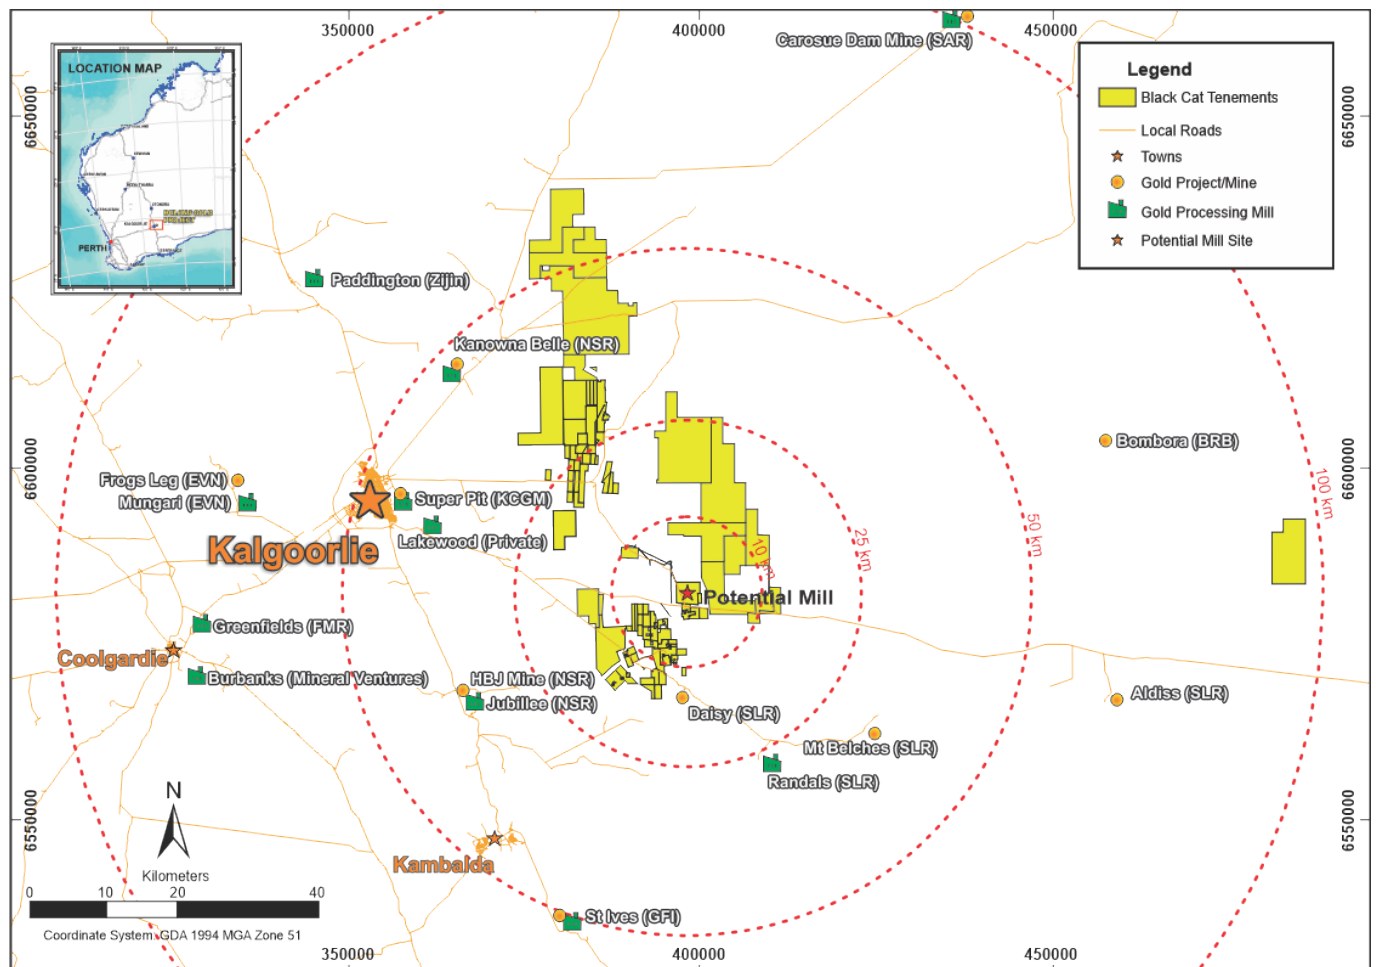 350000
400000
450000
Carosue Dam Mine (SAR)
LOCATION MAP
PERTH
Legend
Black Cat Tenements
Local Roads
Towns
Gold Project/Mine
Gold Processing Mill
Potential Mill Site
6650000
6650000
Paddington (Zijin)
Kanowna Belle (NSR)
Bombora (BRB)
6600000
6600000
Frogs Leg (EVN)
Mungari (EVN)
Super Pit (KCGM)
100 km
Lakewood (Private)
50 km
25 km
10 km
Kalgoorlie
Potential Mill
Greenfields (FMR)
Coolgardie
Burbanks (Mineral Ventures)
HBJ Mine (NSR)
Jubillee (NSR)
Aldiss (SLR)
Daisy (SLR)
Mt Belches (SLR)
Randals (SLR)
6550000
6550000
N
Kambalda
Kilometers
0 10 20 40
St Ives (GFI)
Coordinate System: GDA 1994 MGA Zone 51
350000
400000
450000